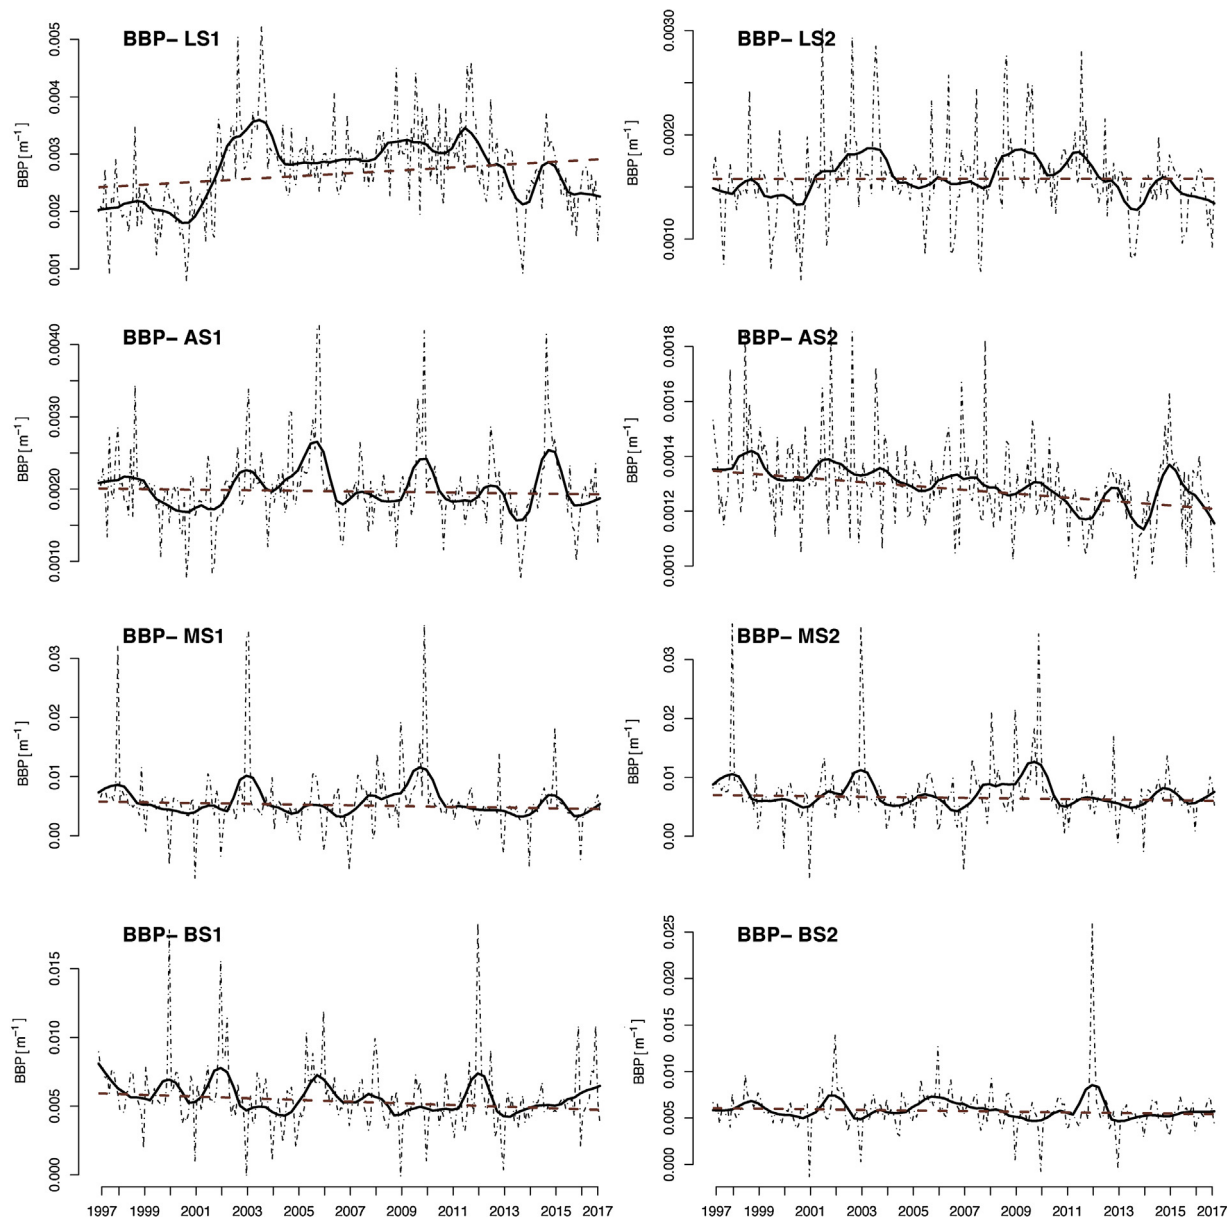 BBP– LS1
BBP [m⁻¹]
0.005
0.004
0.003
0.002
0.001
BBP– LS2
BBP [m⁻¹]
0.0030
0.0020
0.0010
BBP– AS1
BBP [m⁻¹]
0.0040
0.0030
0.0020
0.0010
BBP– AS2
BBP [m⁻¹]
0.0018
0.0016
0.0014
0.0012
0.0010
BBP– MS1
BBP [m⁻¹]
0.03
0.02
0.01
0.00
BBP– MS2
BBP [m⁻¹]
0.03
0.02
0.01
0.00
BBP– BS1
BBP [m⁻¹]
0.015
0.010
0.005
0.000
BBP– BS2
BBP [m⁻¹]
0.025
0.020
0.015
0.010
0.005
0.000
1997 1999 2001 2003 2005 2007 2009 2011 2013 2015 2017
1997 1999 2001 2003 2005 2007 2009 2011 2013 2015 2017